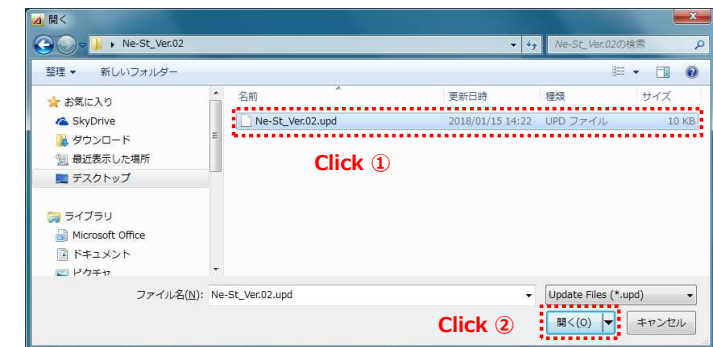 開く
Ne-St_Ver.02
Ne-St_Ver.02の検索
整理 新しいフォルダー
名前 更新日時 種類 サイズ
お気に入り
SkyDrive
ダウンロード
最近表示した場所
デスクトップ
ライブラリ
Microsoft Office
ドキュメント
ピクチャ
Ne-St_Ver.02.upd 2018/01/15 14:22 UPD ファイル 10 KB
Click ①
ファイル名(N): Ne-St_Ver.02.upd
Update Files (*.upd)
Click ②
開く(O) キャンセル